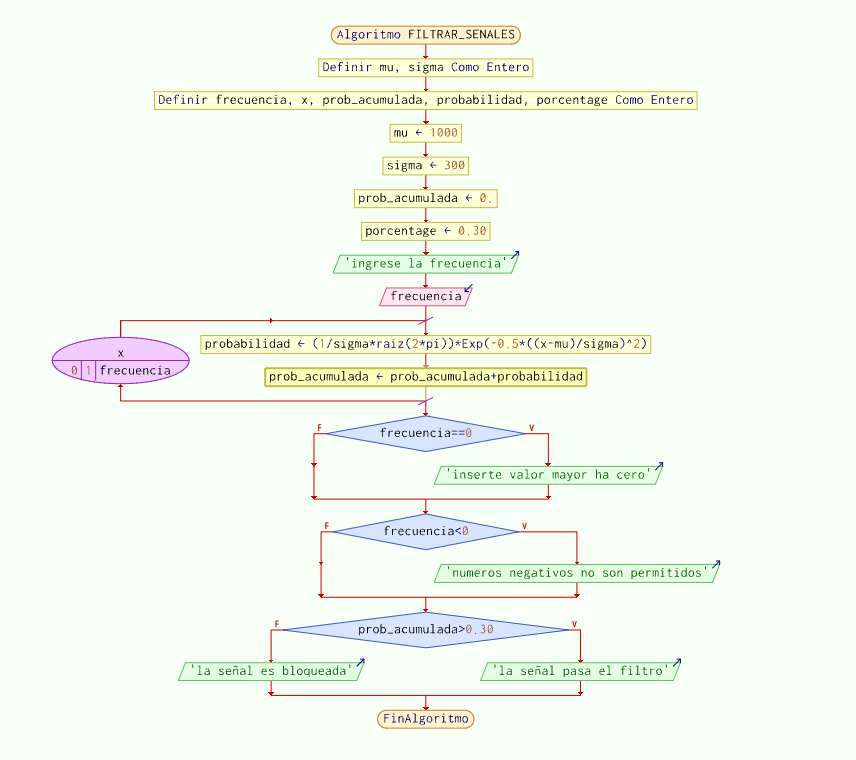 Algoritmo FILTRAR_SENALES
Definir mu, sigma Como Entero
Definir frecuencia, x, prob_acumulada, probabilidad, porcentage Como Entero
mu ← 1000
sigma ← 300
prob_acumulada ← 0.
porcentage ← 0.30
'ingrese la frecuencia'
frecuencia
x
0 1 frecuencia
probabilidad ← (1/sigma*raiz(2*pi))*Exp(-0.5*((x-mu)/sigma)^2)
prob_acumulada ← prob_acumulada+probabilidad
F frecuencia==0 V
'inserte valor mayor ha cero'
F frecuencia<0 V
'numeros negativos no son permitidos'
F prob_acumulada>0.30 V
'la señal es bloqueada' 'la señal pasa el filtro'
FinAlgoritmo